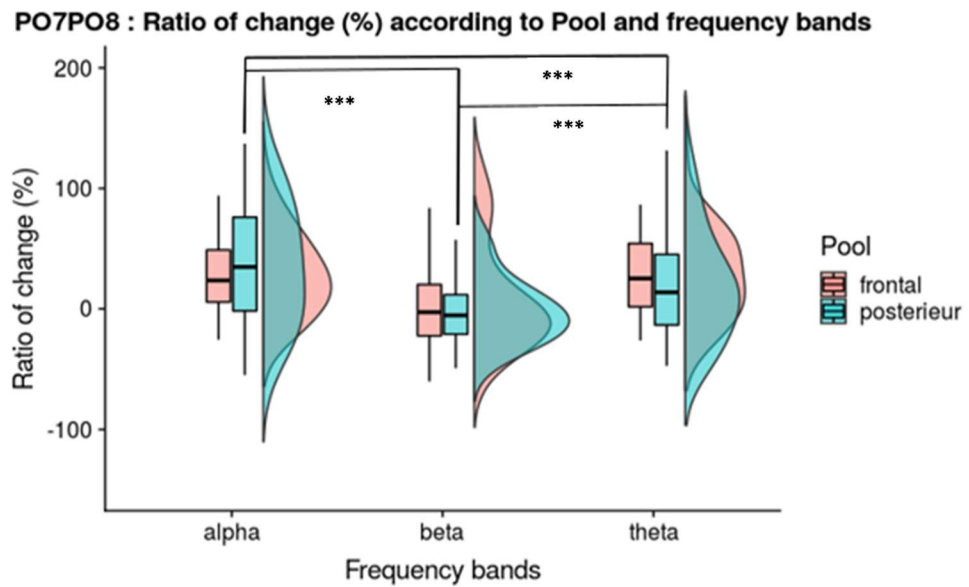 PO7PO8 : Ratio of change (%) according to Pool and frequency bands
200
100
0
-100
Ratio of change (%)
***
***
***
alpha
beta
theta
Frequency bands
Pool
frontal
posterieur